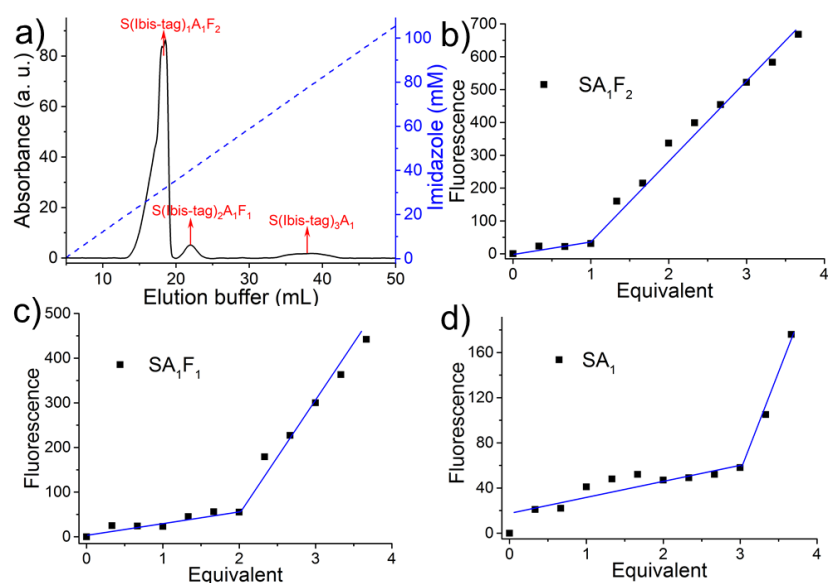 a)
S(Ibis-tag)₁A₁F₂
S(Ibis-tag)₂A₁F₁
S(Ibis-tag)₃A₁
Absorbance (a. u.)
80
60
40
20
0
10 20 30 40 50
Elution buffer (mL)
100
80
60
40
20
0
Imidazole (mM)
b)
SA₁F₂
Fluorescence
700
600
500
400
300
200
100
0
0 1 2 3 4
Equivalent
c)
SA₁F₁
Fluorescence
500
400
300
200
100
0
0 1 2 3 4
Equivalent
d)
SA₁
Fluorescence
160
120
80
40
0
0 1 2 3 4
Equivalent